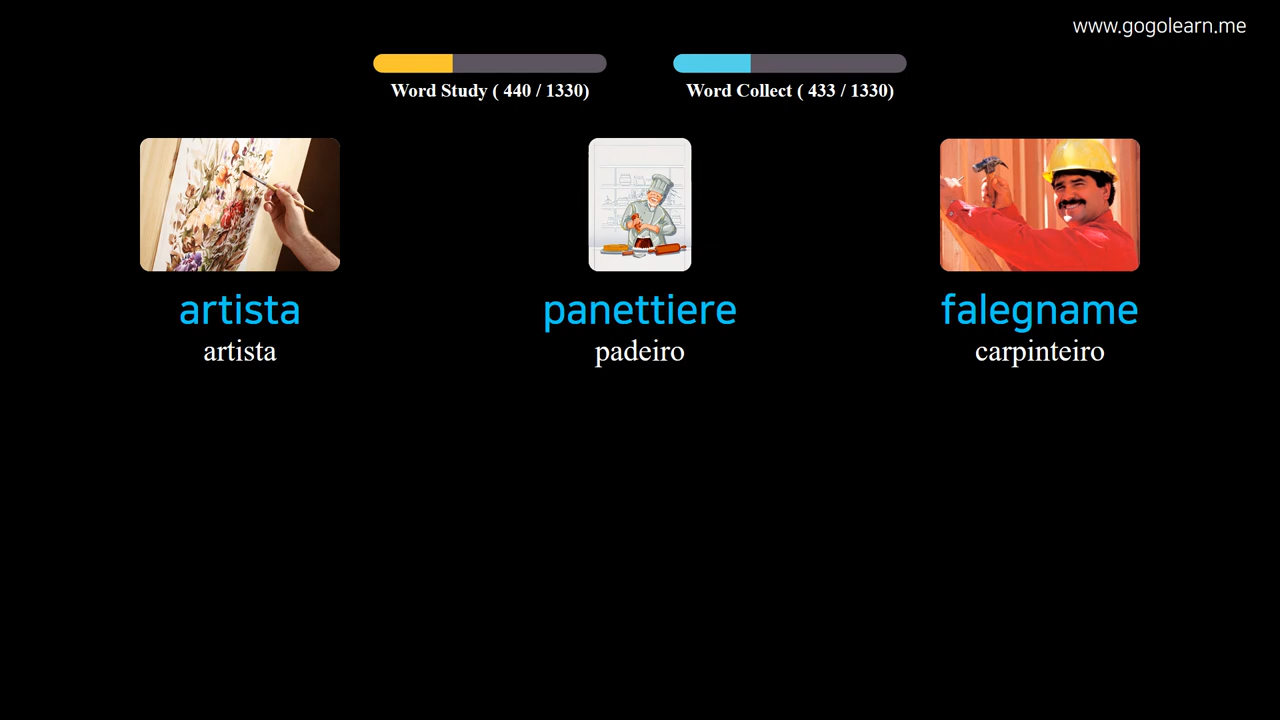 www.gogolearn.me
Word Study ( 440 / 1330)
Word Collect ( 433 / 1330)
artista
panettiere
falegname
artista
padeiro
carpinteiro